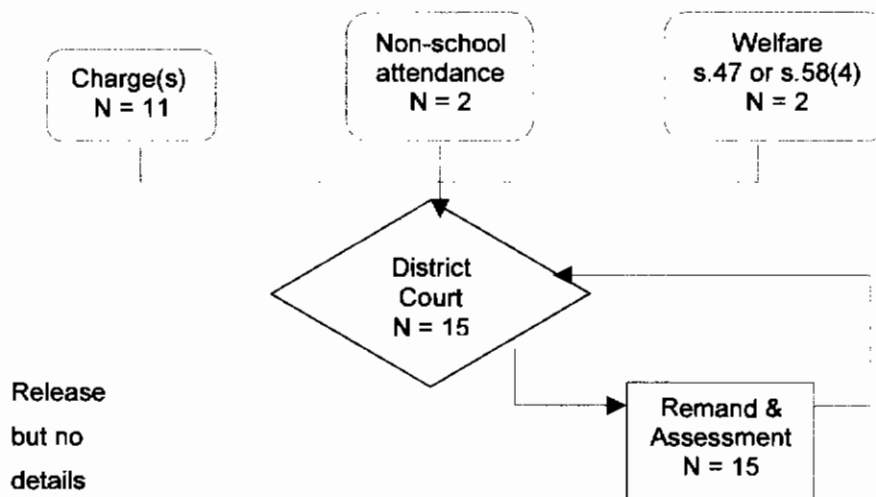 Charge(s)
N = 11
Non-school
attendance
N = 2
Welfare
s.47 or s.58(4)
N = 2
District
Court
N = 15
Release
but no
details
Remand &
Assessment
N = 15